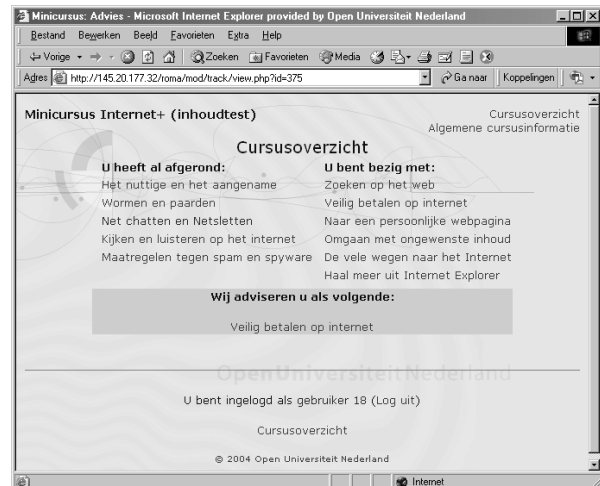 Minicursus: Advies - Microsoft Internet Explorer provided by Open Universiteit Nederland
Bestand Bewerken Beeld Favorieten Extra Help
Vorige Zoeken Favorieten Media
Adres http://145.20.177.32/roma/mod/track/view.php?id=375 Ga naar Koppelingen
Minicursus Internet+ (inhoudtest)
Cursusoverzicht
Algemene cursusinformatie
Cursusoverzicht
U heeft al afgerond:
Het nuttige en het aangename
Wormen en paarden
Net chatten en Netsletten
Kijken en luisteren op het internet
Maatregelen tegen spam en spyware
U bent bezig met:
Zoeken op het web
Veilig betalen op internet
Naar een persoonlijke webpagina
Omgaan met ongewenste inhoud
De vele wegen naar het Internet
Haal meer uit Internet Explorer
Wij adviseren u als volgende:
Veilig betalen op internet
OpenUniversiteitNederland
U bent ingelogd als gebruiker 18 (Log uit)
Cursusoverzicht
© 2004 Open Universiteit Nederland
Internet